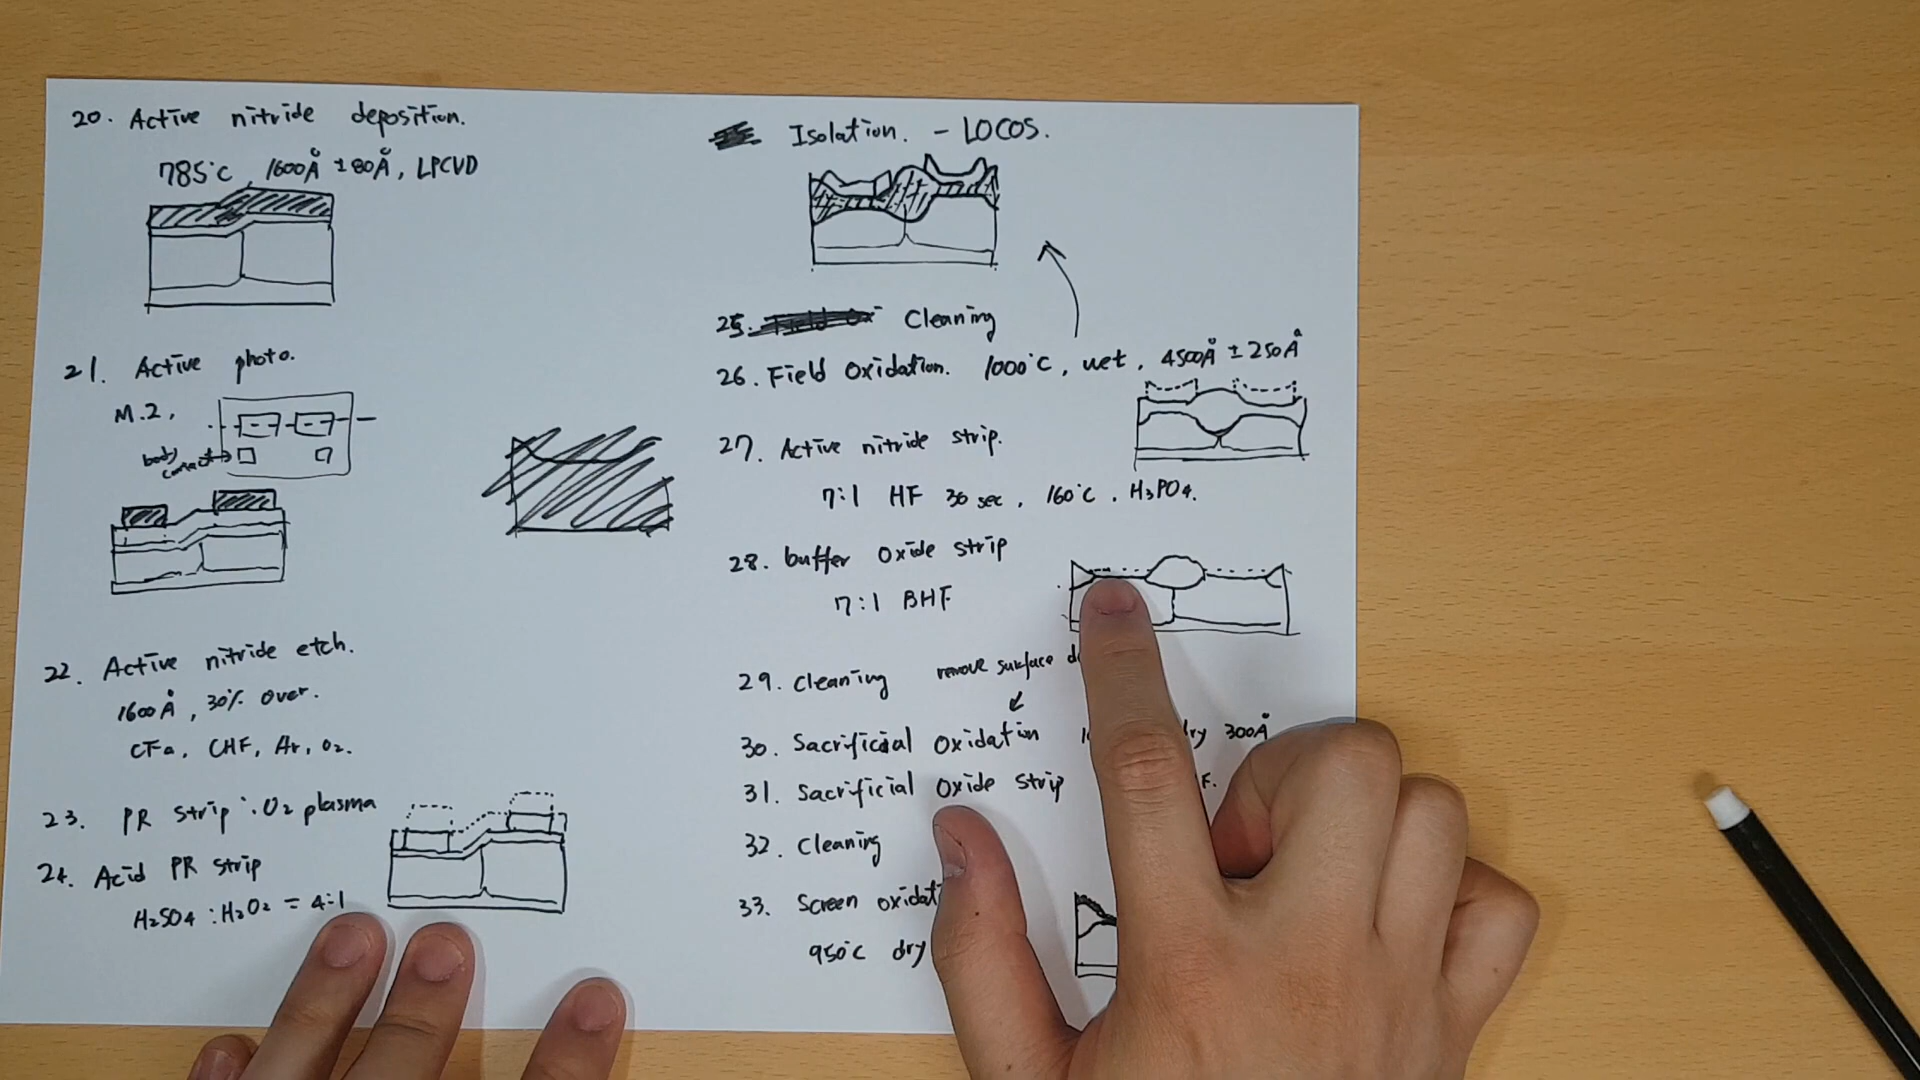 20. Active nitride deposition.
785°C, 1600Å ±80Å, LPCVD
21. Active photo.
M.2,
body
contact
22. Active nitride etch.
1600Å, 30% over.
CF4, CHF, Ar, O2.
23. PR strip : O2 plasma
24. Acid PR strip
H2SO4 : H2O2 = 4:1
Isolation. - LOCOS.
25. Cleaning
26. Field Oxidation. 1000°C, wet, 4500Å ±250Å
27. Active nitride strip.
7:1 HF 30 sec, 160°C, H3PO4.
28. buffer oxide strip
7:1 BHF
29. cleaning remove surface
30. Sacrificial Oxidation 300Å
31. Sacrificial Oxide Strip
32. Cleaning
33. Screen
950°C dry